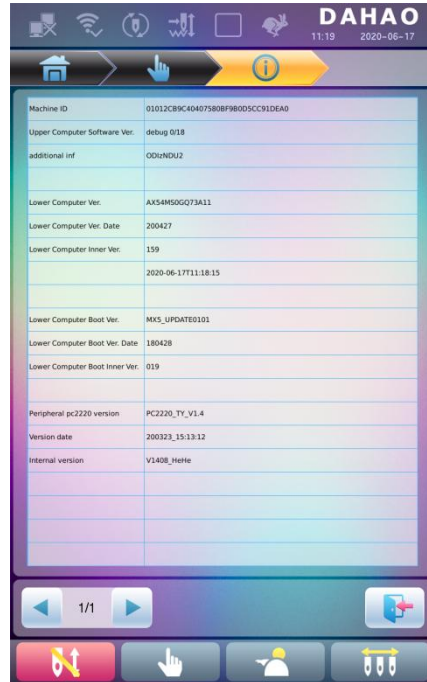 DAHAO
11:19 2020-06-17
Machine ID 01012CB9C40407580BF9B0D5CC91DEA0
Upper Computer Software Ver. debug 0/18
additional inf ODIzNDU2
Lower Computer Ver. AX54MS0GQ73A11
Lower Computer Ver. Date 200427
Lower Computer Inner Ver. 159
2020-06-17T11:18:15
Lower Computer Boot Ver. MX5_UPDATE0101
Lower Computer Boot Ver. Date 180428
Lower Computer Boot Inner Ver. 019
Peripheral pc2220 version PC2220_TY_V1.4
Version date 200323_15:13:12
Internal version V1408_HeHe
1/1